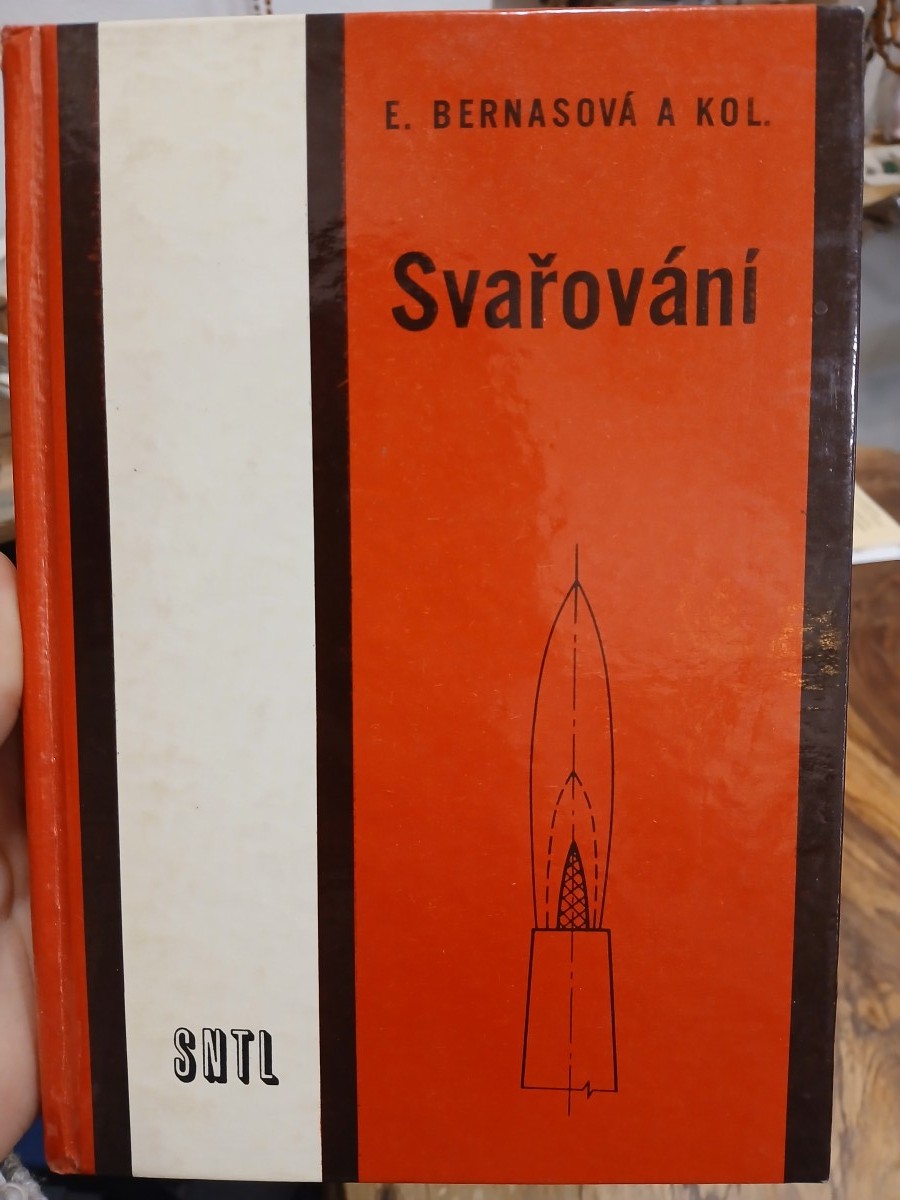 E. BERNASOVÁ A KOL.
Svařování
SNTL